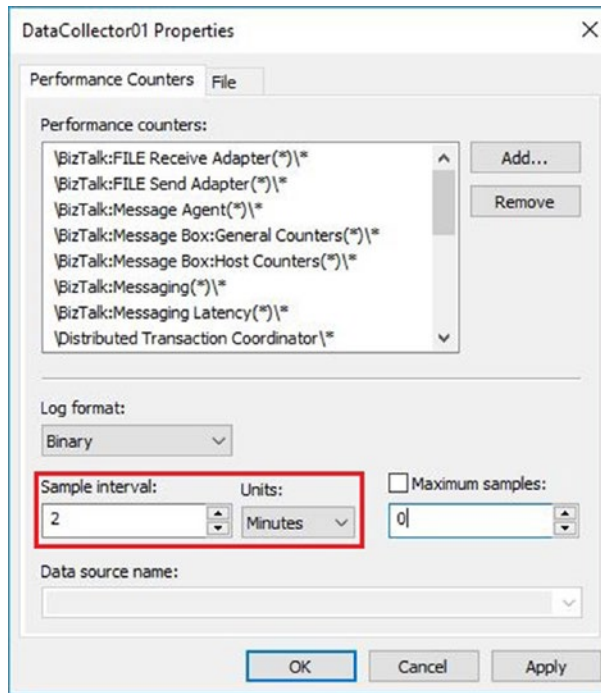 DataCollector01 Properties
Performance Counters File
Performance counters:
\BizTalk:FILE Receive Adapter(*)\*
\BizTalk:FILE Send Adapter(*)\*
\BizTalk:Message Agent(*)\*
\BizTalk:Message Box:General Counters(*)\*
\BizTalk:Message Box:Host Counters(*)\*
\BizTalk:Messaging(*)\*
\BizTalk:Messaging Latency(*)\*
\Distributed Transaction Coordinator\*
Add...
Remove
Log format:
Binary
Sample interval: Units: Maximum samples:
2 Minutes 0
Data source name:
OK Cancel Apply